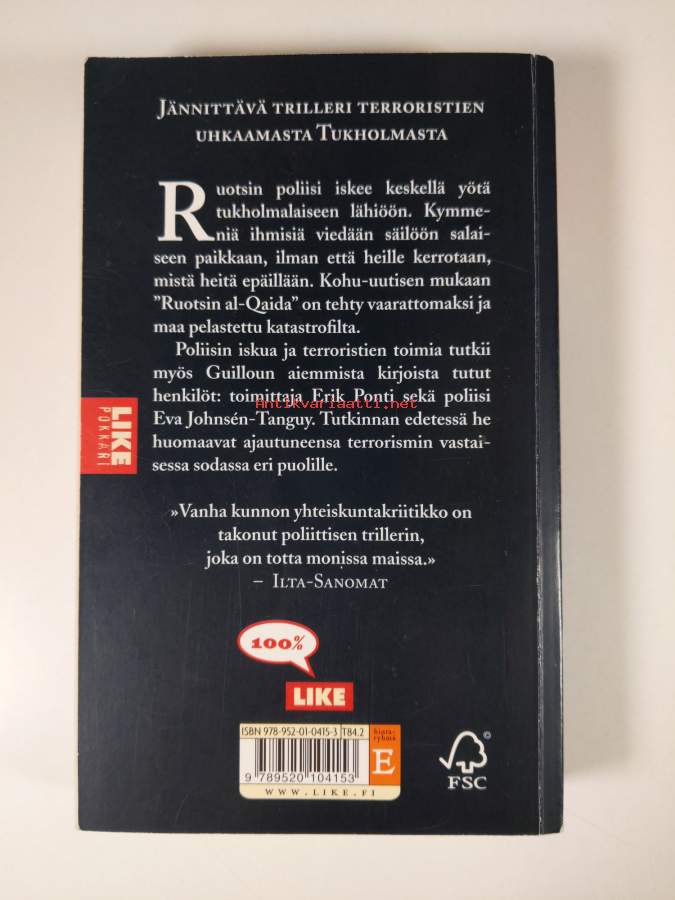 JÄNNITTÄVÄ TRILLERI TERRORISTIEN
UHKAAMASTA TUKHOLMASTA
Ruotsin poliisi iskee keskellä yötä
tukholmalaiseen lähiöön. Kymme-
niä ihmisiä viedään säilöön salai-
seen paikkaan, ilman että heille kerrotaan,
mistä heitä epäillään. Kohu-uutisen mukaan
”Ruotsin al-Qaida” on tehty vaarattomaksi ja
maa pelastettu katastrofilta.
Poliisin iskua ja terroristien toimia tutkii
myös Guilloun aiemmista kirjoista tutut
henkilöt: toimittaja Erik Ponti sekä poliisi
Antikvariaatti.net
Eva Johnsén-Tanguy. Tutkinnan edetessä he
huomaavat ajautuneensa terrorismin vastai-
sessa sodassa eri puolille.
LIKE
POKKARI
»Vanha kunnon yhteiskuntakriitikko on
takonut poliittisen trillerin,
joka on totta monissa maissa.»
– ILTA-SANOMAT
100%
LIKE
ISBN 978-952-01-0415-3 T84.2
9 789520 104153
WWW.LIKE.FI
hinta-
ryhmä
E
©
FSC